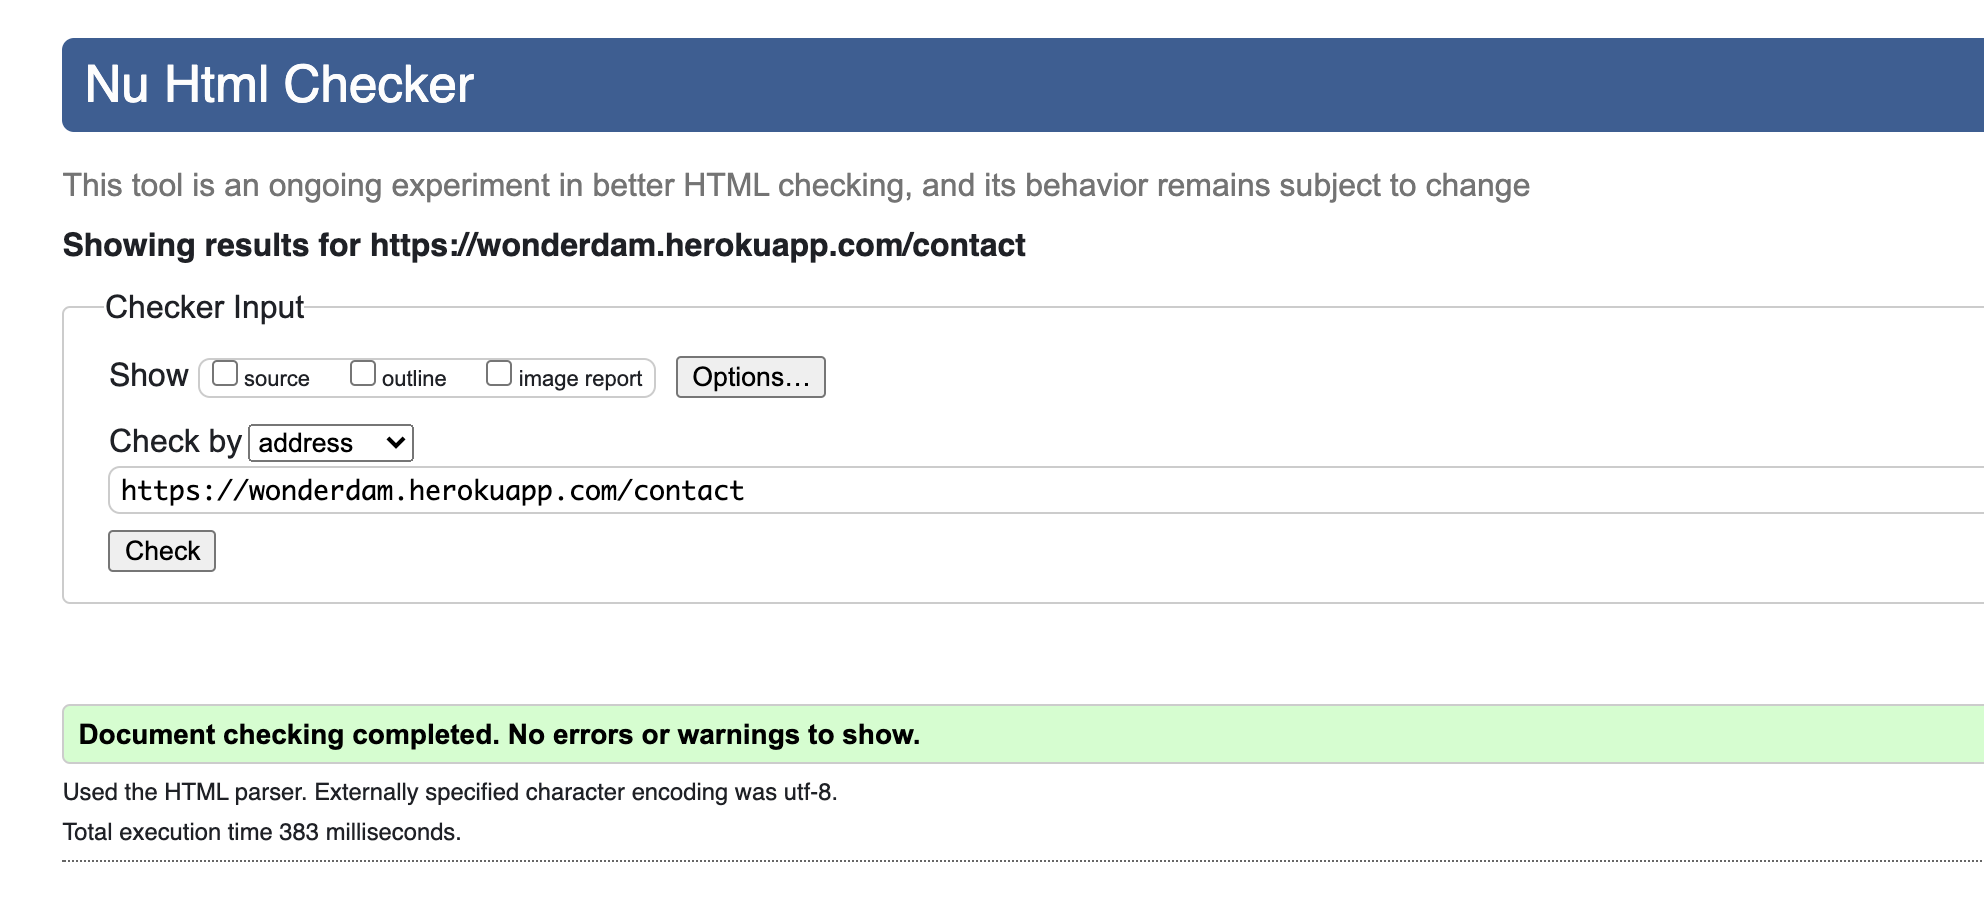 Nu Html Checker
This tool is an ongoing experiment in better HTML checking, and its behavior remains subject to change
Showing results for https://wonderdam.herokuapp.com/contact
Checker Input
Show source outline image report Options...
Check by address
https://wonderdam.herokuapp.com/contact
Check
Document checking completed. No errors or warnings to show.
Used the HTML parser. Externally specified character encoding was utf-8.
Total execution time 383 milliseconds.